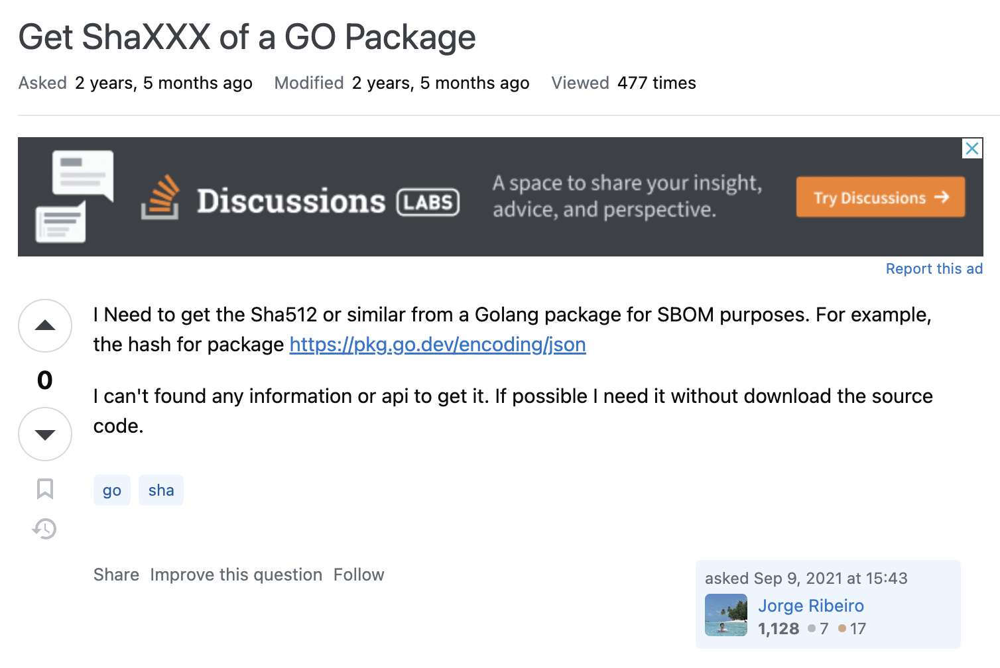 Get ShaXXX of a GO Package
Asked 2 years, 5 months ago Modified 2 years, 5 months ago Viewed 477 times
Discussions LABS
A space to share your insight,
advice, and perspective.
Try Discussions →
Report this ad
I Need to get the Sha512 or similar from a Golang package for SBOM purposes. For example,
the hash for package https://pkg.go.dev/encoding/json
0
I can't found any information or api to get it. If possible I need it without download the source
code.
go sha
Share Improve this question Follow
asked Sep 9, 2021 at 15:43
Jorge Ribeiro
1,128 ●7 ●17